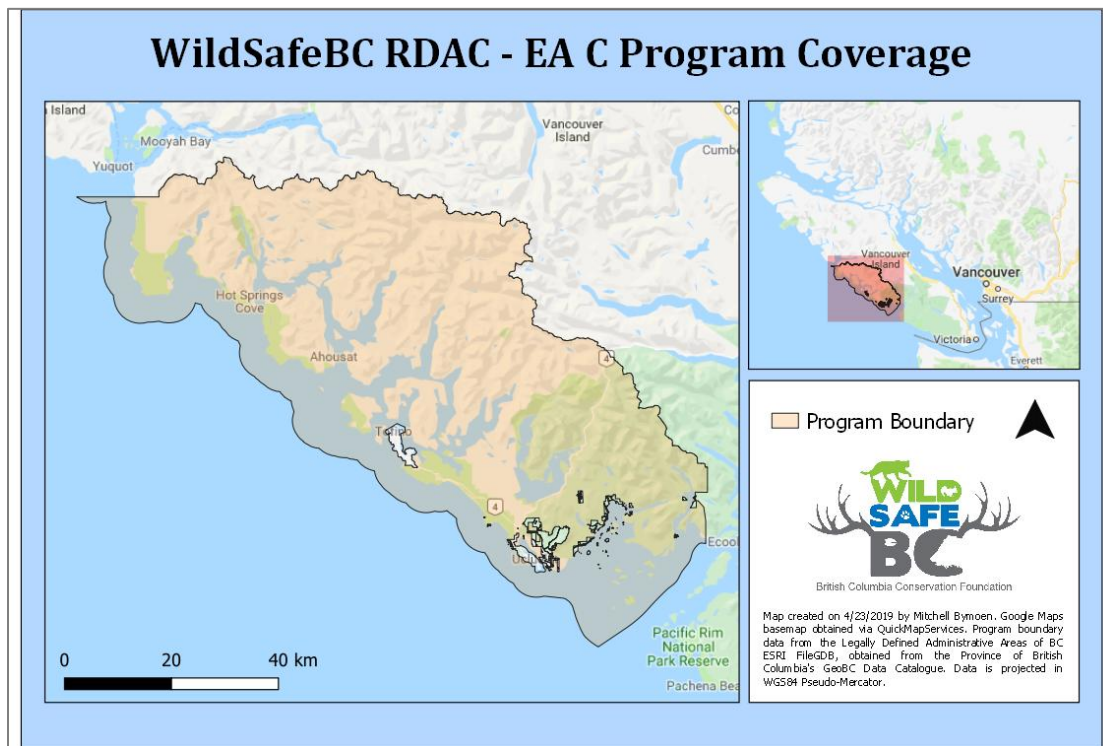 WildSafeBC RDAC - EA C Program Coverage
Island
Mooyah Bay
Yuquot
Vancouver
Island
Hot Springs
Cove
Ahousat
4
Tofino
4
Pacific Rim
National
Park Reserve
0 20 40 km
Vancouver
Island
Vancouver
Surrey
Victoria
Everett
Program Boundary
WILD
SAFE
BC
British Columbia Conservation Foundation
Map created on 4/23/2019 by Mitchell Bymoen. Google Maps
basemap obtained via QuickMapServices. Program boundary
data from the Legally Defined Administrative Areas of BC
ESRI FileGDB, obtained from the Province of British
Columbia's GeoBC Data Catalogue. Data is projected in
WGS84 Pseudo-Mercator.